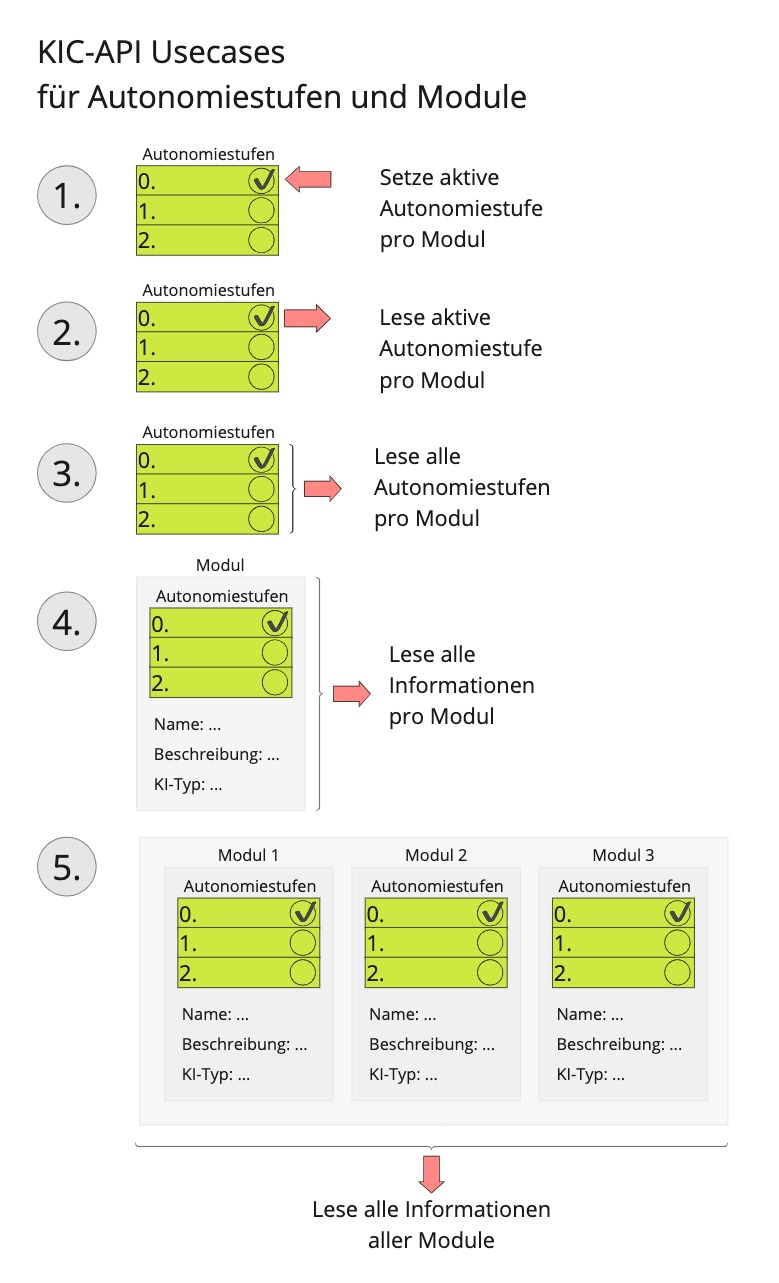 KIC-API Usecases
für Autonomiestufen und Module
1.
Autonomiestufen
0.
1.
2.
Setze aktive
Autonomiestufe
pro Modul
2.
Autonomiestufen
0.
1.
2.
Lese aktive
Autonomiestufe
pro Modul
3.
Autonomiestufen
0.
1.
2.
Lese alle
Autonomiestufen
pro Modul
4.
Modul
Autonomiestufen
0.
1.
2.
Name: ...
Beschreibung: ...
KI-Typ: ...
Lese alle
Informationen
pro Modul
5.
Modul 1
Autonomiestufen
0.
1.
2.
Name: ...
Beschreibung: ...
KI-Typ: ...
Modul 2
Autonomiestufen
0.
1.
2.
Name: ...
Beschreibung: ...
KI-Typ: ...
Modul 3
Autonomiestufen
0.
1.
2.
Name: ...
Beschreibung: ...
KI-Typ: ...
Lese alle Informationen
aller Module